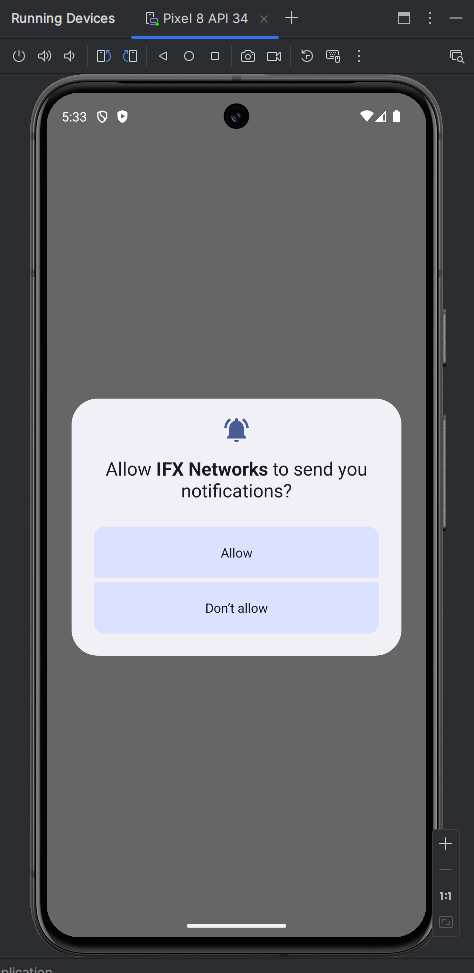 Running Devices
Pixel 8 API 34
5:33
Allow IFX Networks to send you
notifications?
Allow
Don't allow
1:1
plication